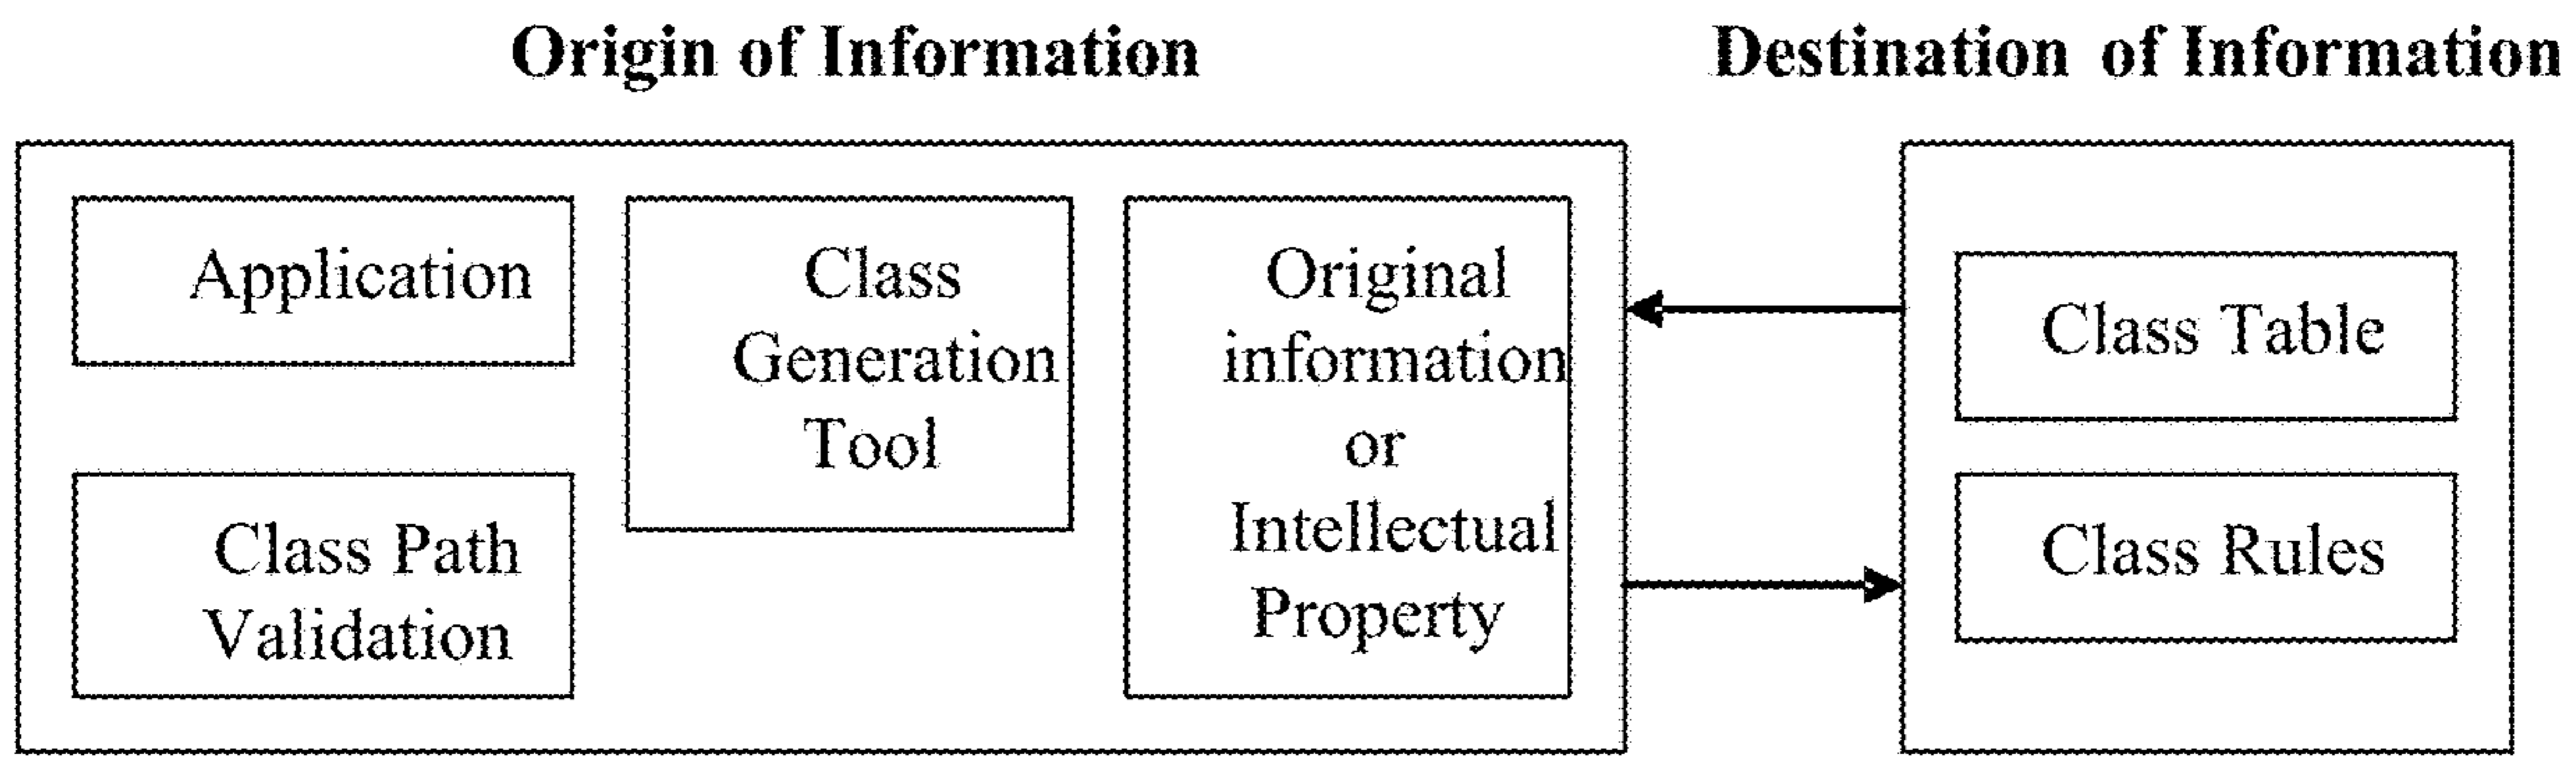 Origin of Information
Destination of Information
Application
Class Path
Validation
Class
Generation
Tool
Original
information
or
Intellectual
Property
Class Table
Class Rules